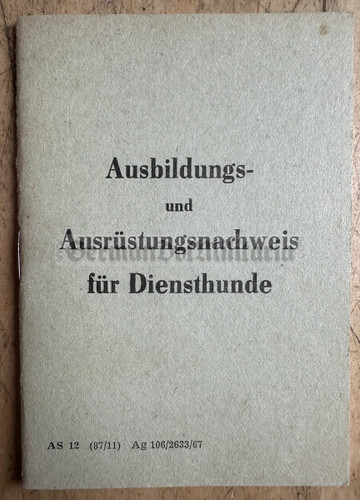 Ausbildungs-
und
Ausrüstungsnachweis
für Diensthunde
AS 12 (87/11) Ag 106/2633/67